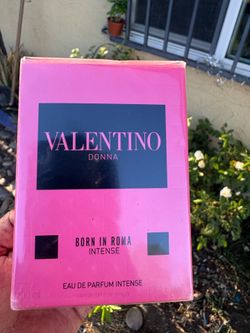 VALENTINO
DONNA
BORN IN ROMA
INTENSE
EAU DE PARFUM INTENSE